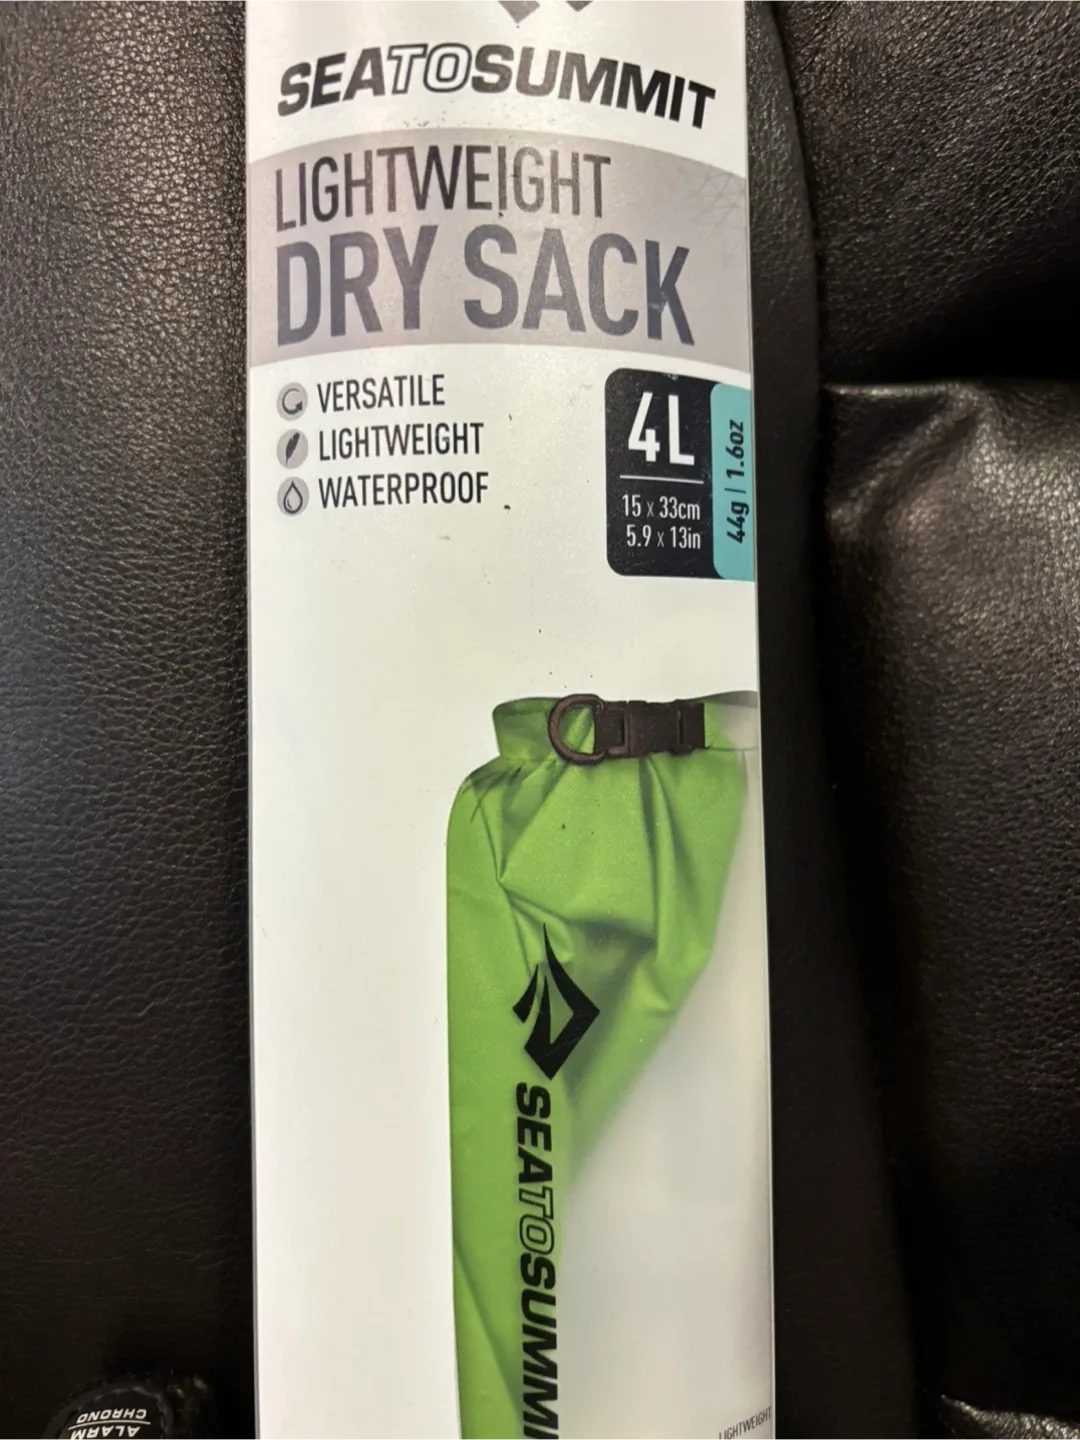 SEATOSUMMIT
LIGHTWEIGHT
DRY SACK
VERSATILE
LIGHTWEIGHT
WATERPROOF
4L
15 x 33cm
5.9 x 13in
44g | 1.6oz
SEATOSUMMI
LIGHTWEIGHT
ALARM
CHRONO